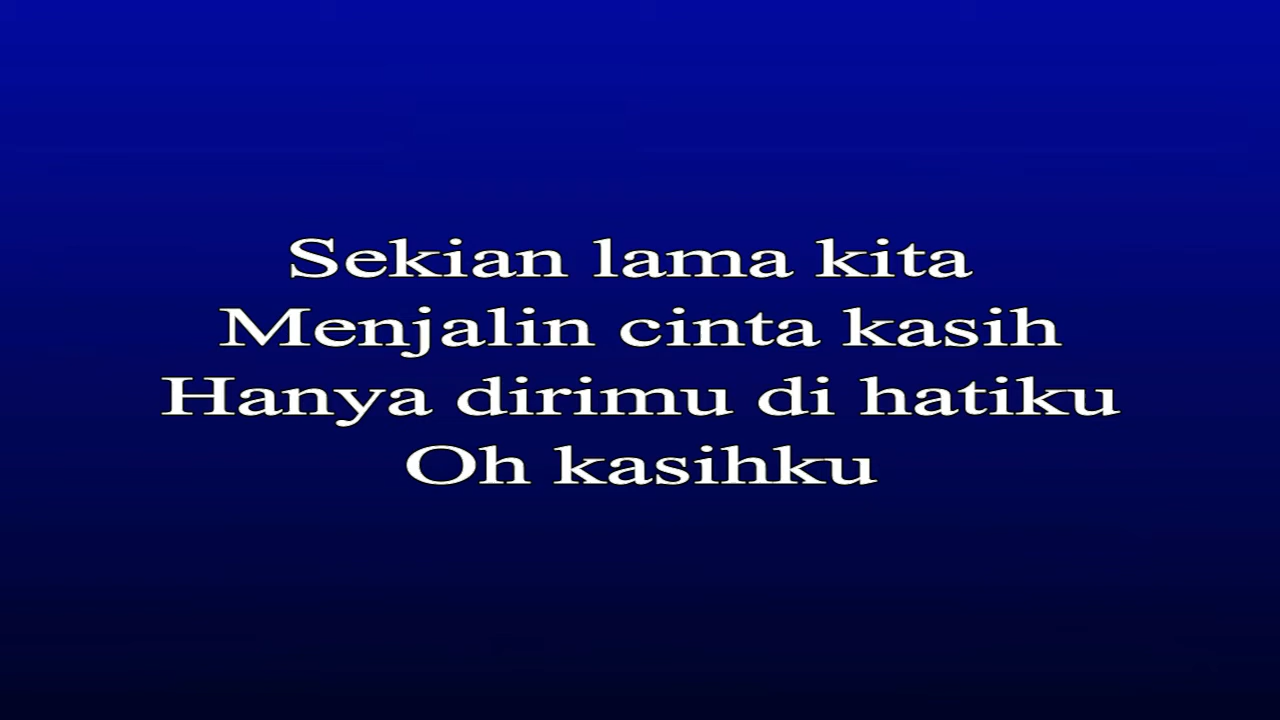 Sekian lama kita
Menjalin cinta kasih
Hanya dirimu di hatiku
Oh kasihku